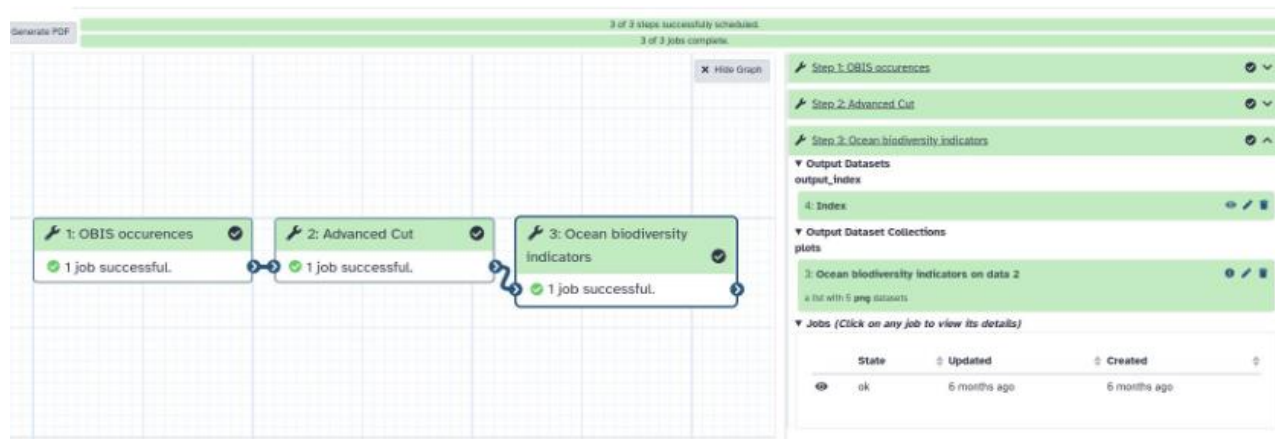 Generate PDF
3 of 3 steps successfully scheduled.
3 of 3 jobs complete.
Hide Graph
1: OBIS occurences
1 job successful.
2: Advanced Cut
1 job successful.
3: Ocean biodiversity
indicators
1 job successful.
Step 1: OBIS occurences
Step 2: Advanced Cut
Step 3: Ocean biodiversity indicators
Output Datasets
output_index
4: Index
Output Dataset Collections
plots
3: Ocean biodiversity indicators on data 2
a list with 5 png datasets
Jobs (Click on any job to view its details)
State Updated Created
ok 6 months ago 6 months ago